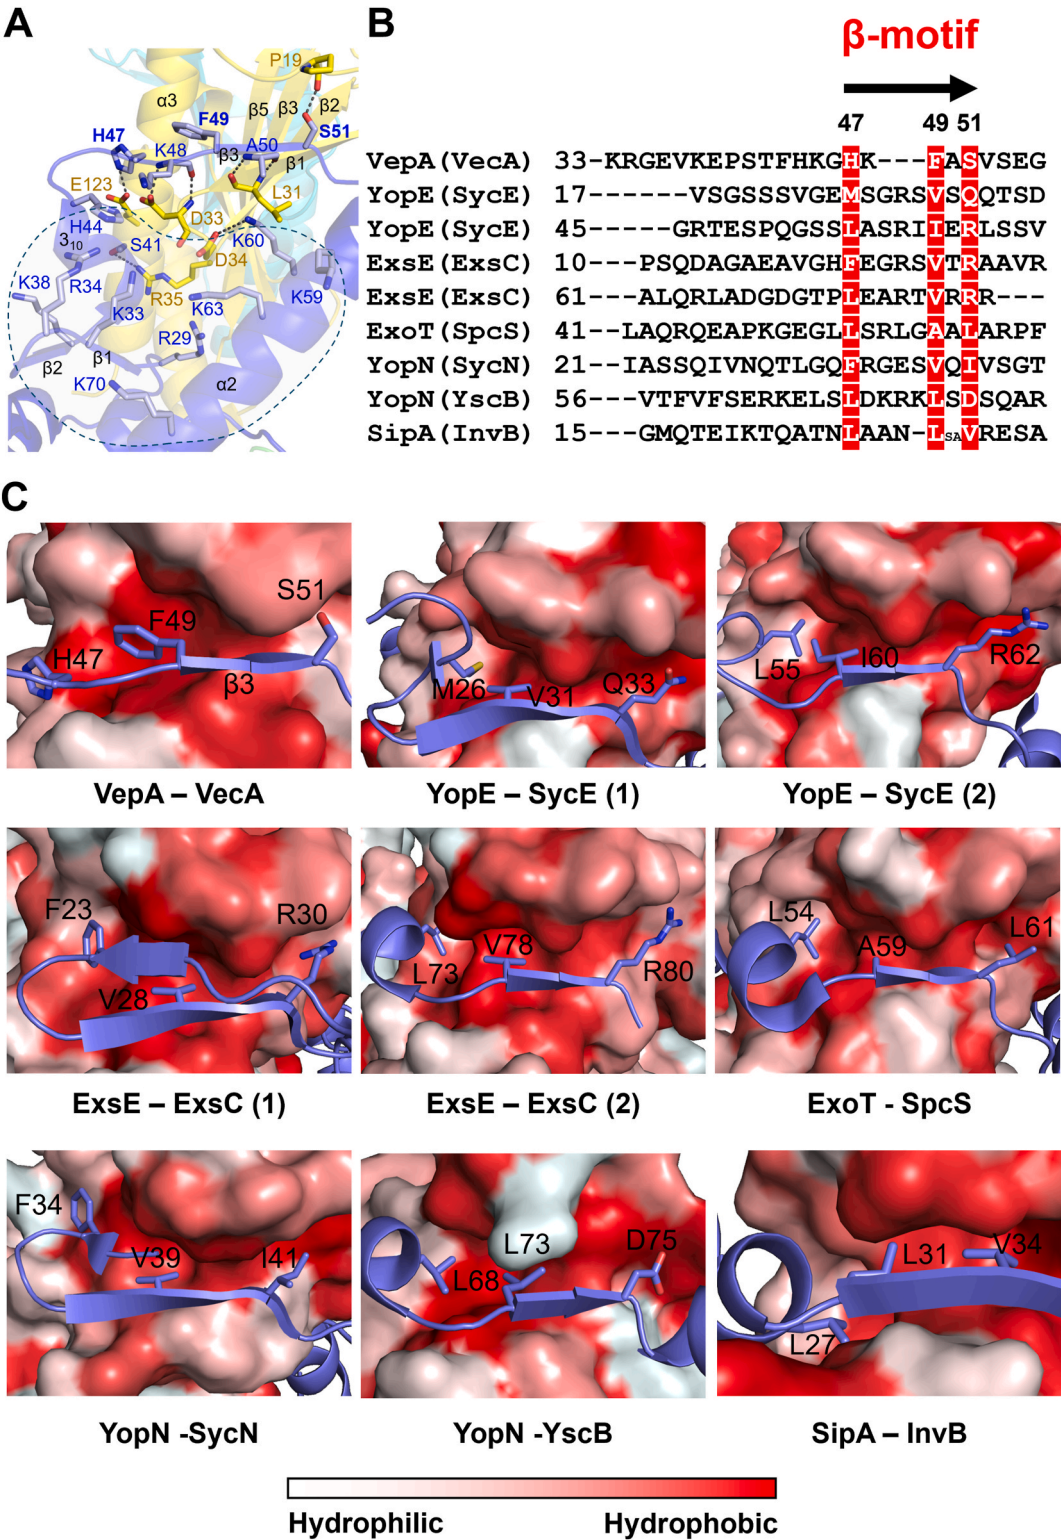 A
P19
α3
β5
β3
β2
F49
S51
H47
K48
A50
β3
β1
E123
L31
D33
H44
K60
3₁₀
S41
D34
K38
R34
R35
K59
K33
K63
β1
R29
β2
α2
K70
B
β-motif
47 49 51
VepA(VecA) 33-KRGEVKEPSTFHKGHK---FASVSEG
YopE(SycE) 17------VSGSSSVGEMSGRSVSQQTSD
YopE(SycE) 45-----GRTESPQGSSLASRIIERLSSV
ExsE(ExsC) 10---PSQDAGAEAVGHFEGRSVTRAAVR
ExsE(ExsC) 61---ALQRLADGDGTPLEARTVRR---
ExoT(SpcS) 41--LAQRQEAPKGEGLLSRLGAALARPF
YopN(SycN) 21--IASSQIVNQTLGQFRGESVQIVSGT
YopN(YscB) 56---VTFVFSERKELSLDKRKLSDSQAR
SipA(InvB) 15---GMQTEIKTQATNLAAN-LSAVRESA
C
S51
F49
H47
β3
VepA – VecA
M26
V31
Q33
YopE – SycE (1)
L55
I60
R62
YopE – SycE (2)
F23
R30
V28
ExsE – ExsC (1)
V78
L73
R80
ExsE – ExsC (2)
L54
A59
L61
ExoT - SpcS
F34
V39
I41
YopN -SycN
L73
D75
L68
YopN -YscB
L31
V34
L27
SipA – InvB
Hydrophilic Hydrophobic